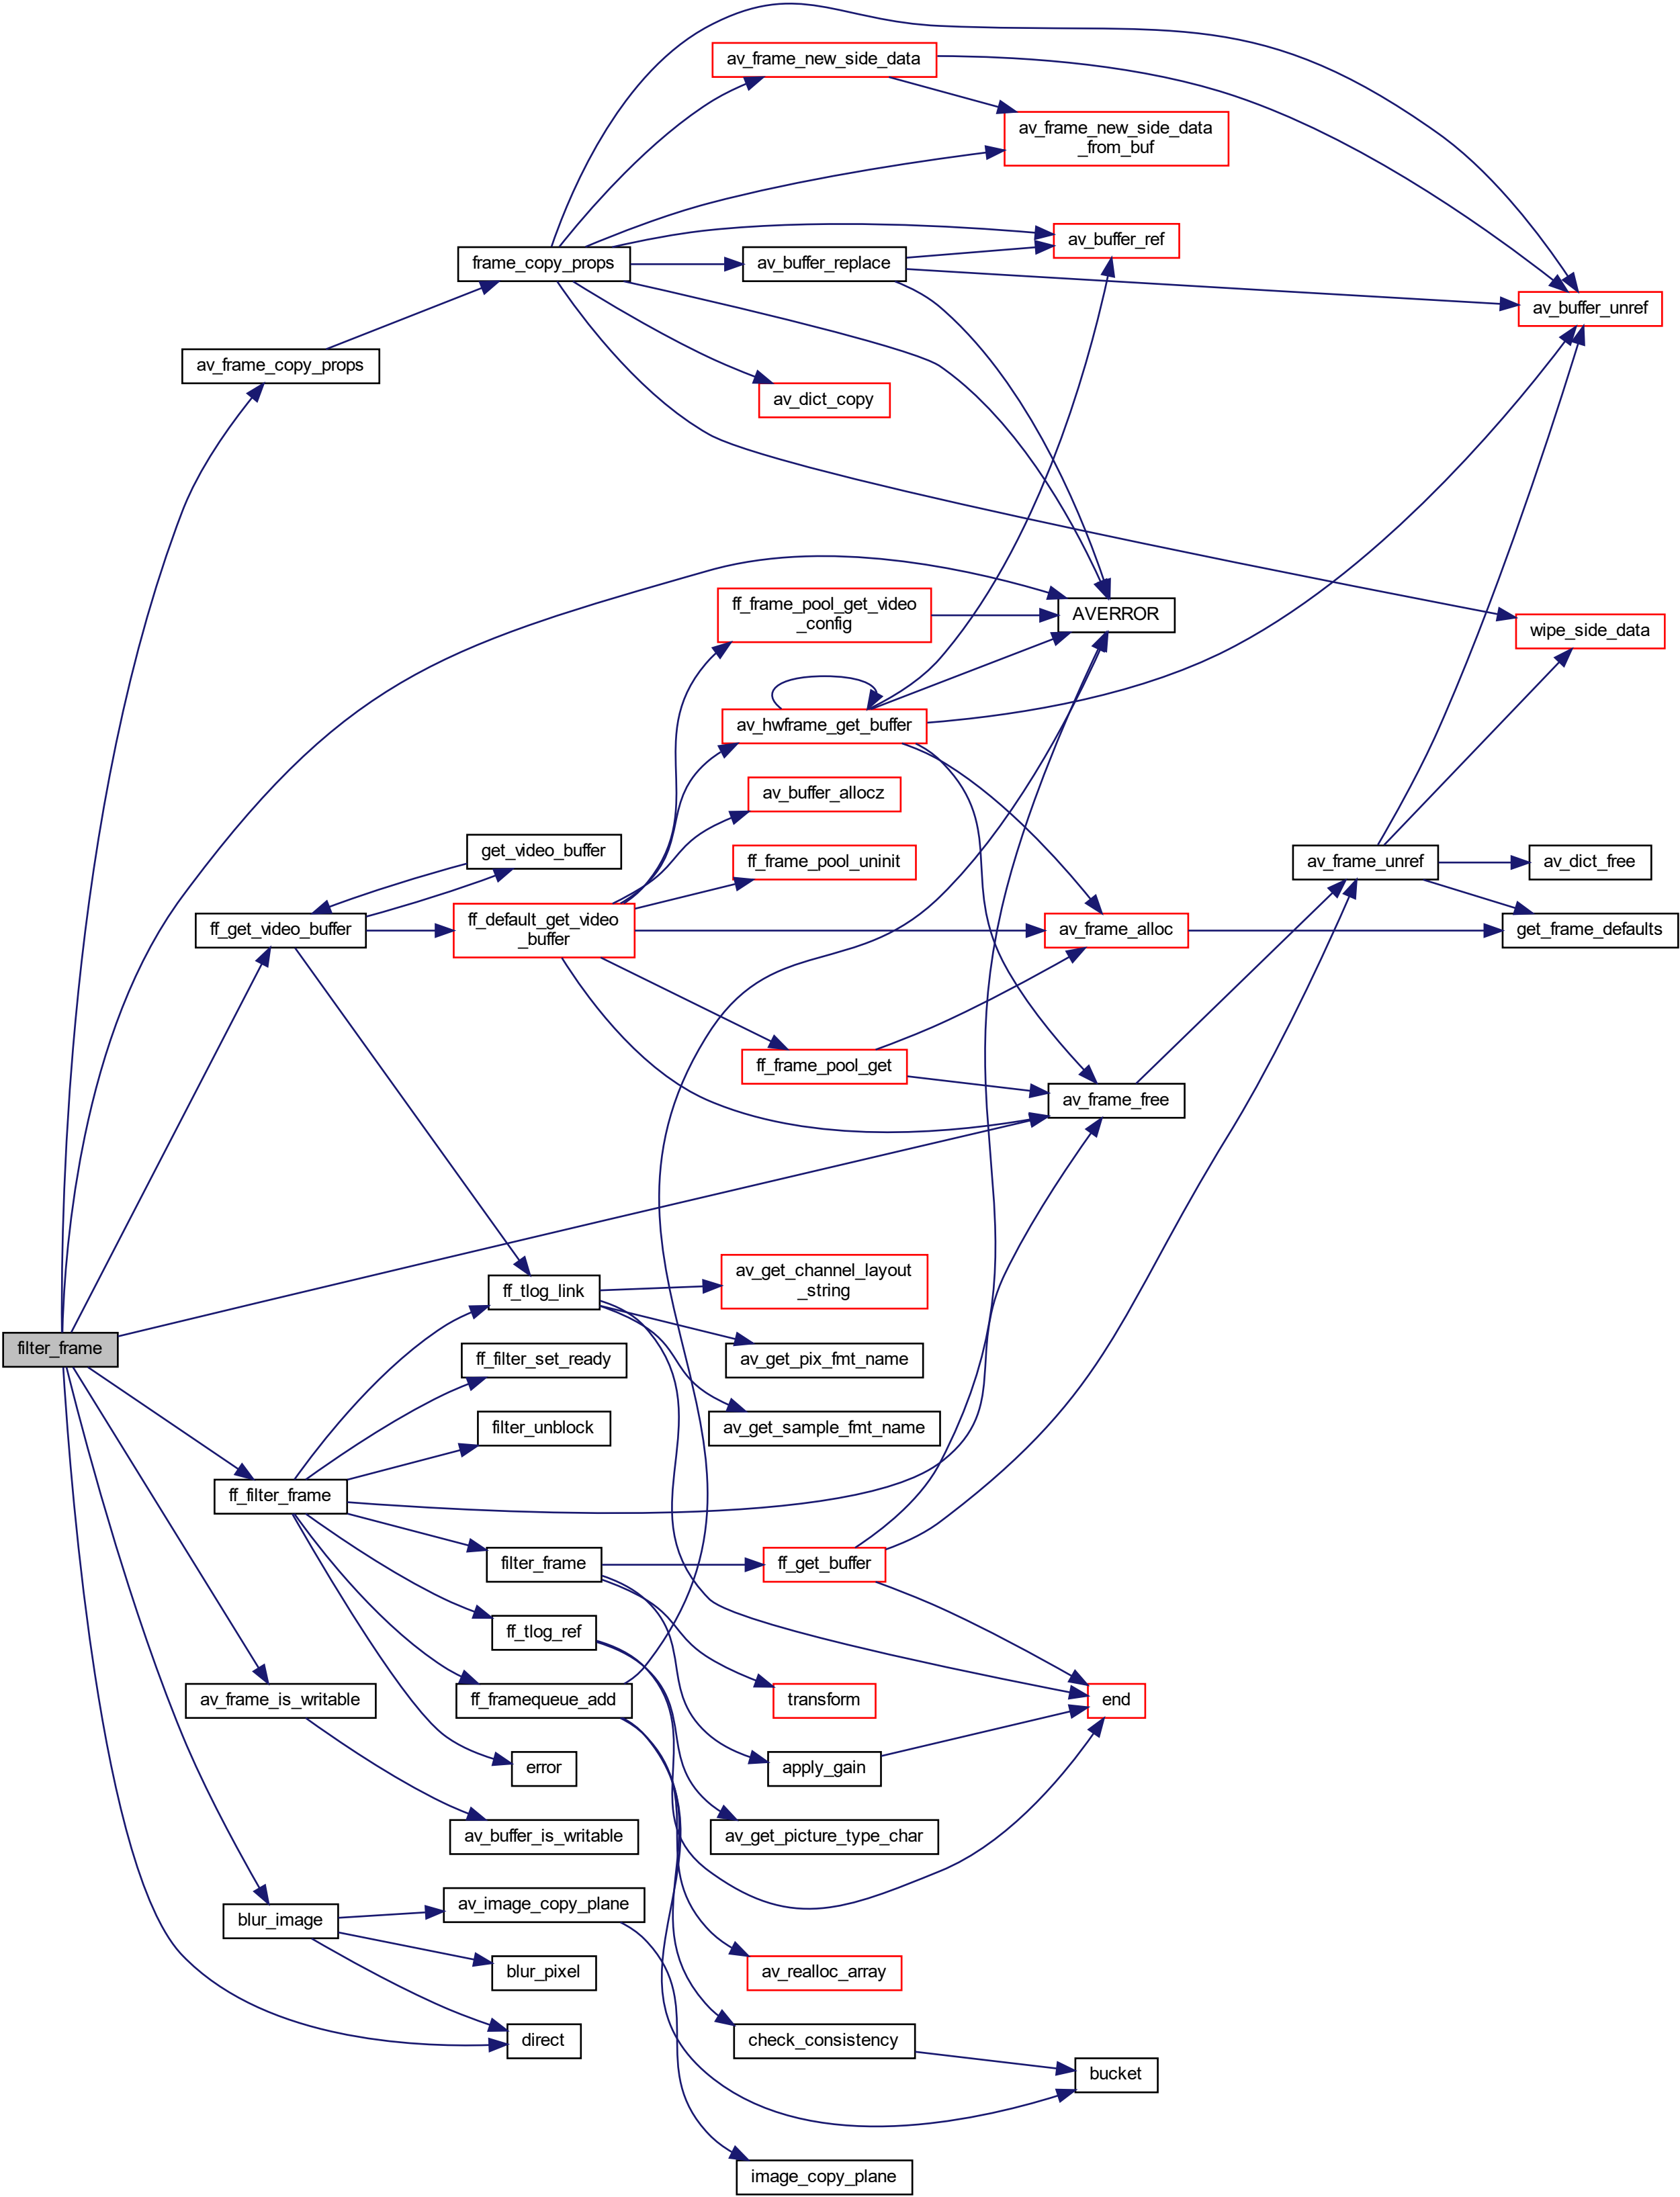 av_frame_new_side_data
av_frame_new_side_data
_from_buf
av_buffer_ref
frame_copy_props
av_buffer_replace
av_buffer_unref
av_frame_copy_props
av_dict_copy
ff_frame_pool_get_video
_config
AVERROR
wipe_side_data
av_hwframe_get_buffer
av_buffer_allocz
get_video_buffer
ff_frame_pool_uninit
av_frame_unref
av_dict_free
ff_get_video_buffer
ff_default_get_video
_buffer
av_frame_alloc
get_frame_defaults
ff_frame_pool_get
av_frame_free
ff_tlog_link
av_get_channel_layout
_string
filter_frame
ff_filter_set_ready
av_get_pix_fmt_name
filter_unblock
av_get_sample_fmt_name
ff_filter_frame
filter_frame
ff_get_buffer
ff_tlog_ref
av_frame_is_writable
ff_framequeue_add
transform
end
error
apply_gain
av_buffer_is_writable
av_get_picture_type_char
blur_image
av_image_copy_plane
blur_pixel
av_realloc_array
direct
check_consistency
bucket
image_copy_plane